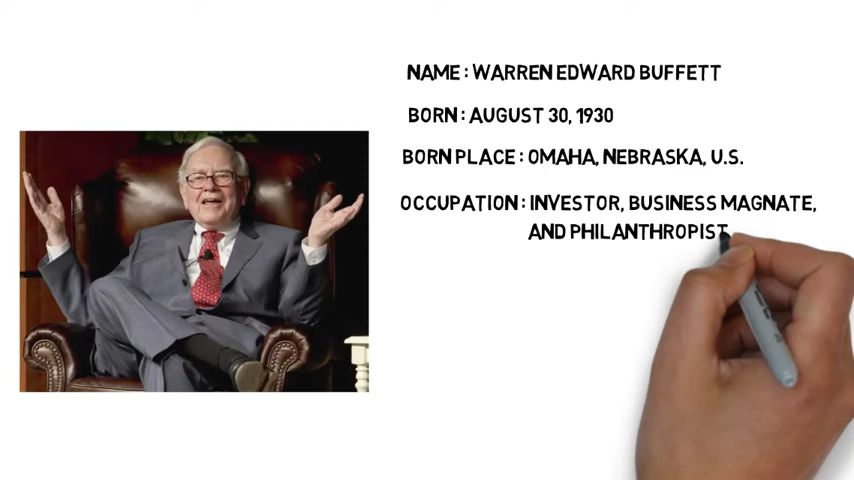 NAME : WARREN EDWARD BUFFETT
BORN : AUGUST 30, 1930
BORN PLACE : OMAHA, NEBRASKA, U.S.
OCCUPATION : INVESTOR, BUSINESS MAGNATE,
AND PHILANTHROPIST